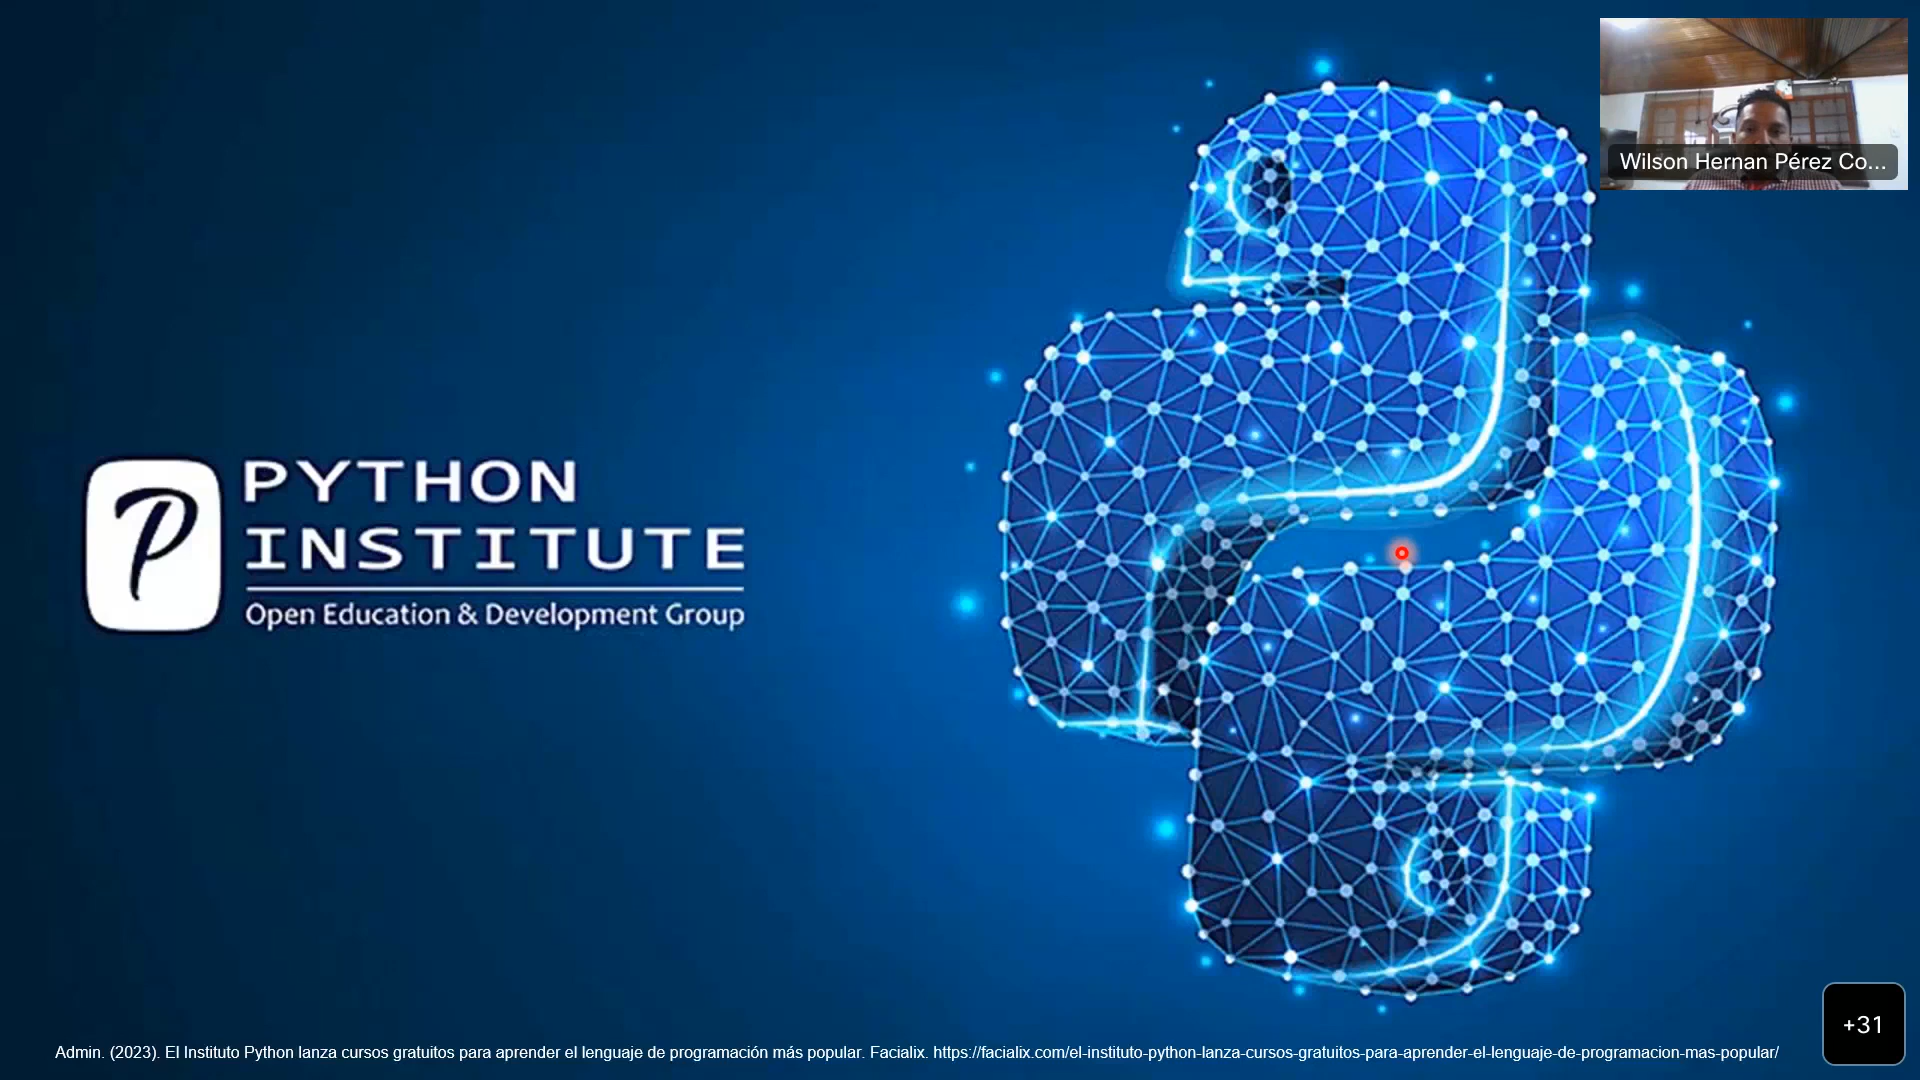 Wilson Hernan Pérez Co...
P PYTHON
INSTITUTE
Open Education & Development Group
+31
Admin. (2023). El Instituto Python lanza cursos gratuitos para aprender el lenguaje de programación más popular. Facialix. https://facialix.com/el-instituto-python-lanza-cursos-gratuitos-para-aprender-el-lenguaje-de-programacion-mas-popular/